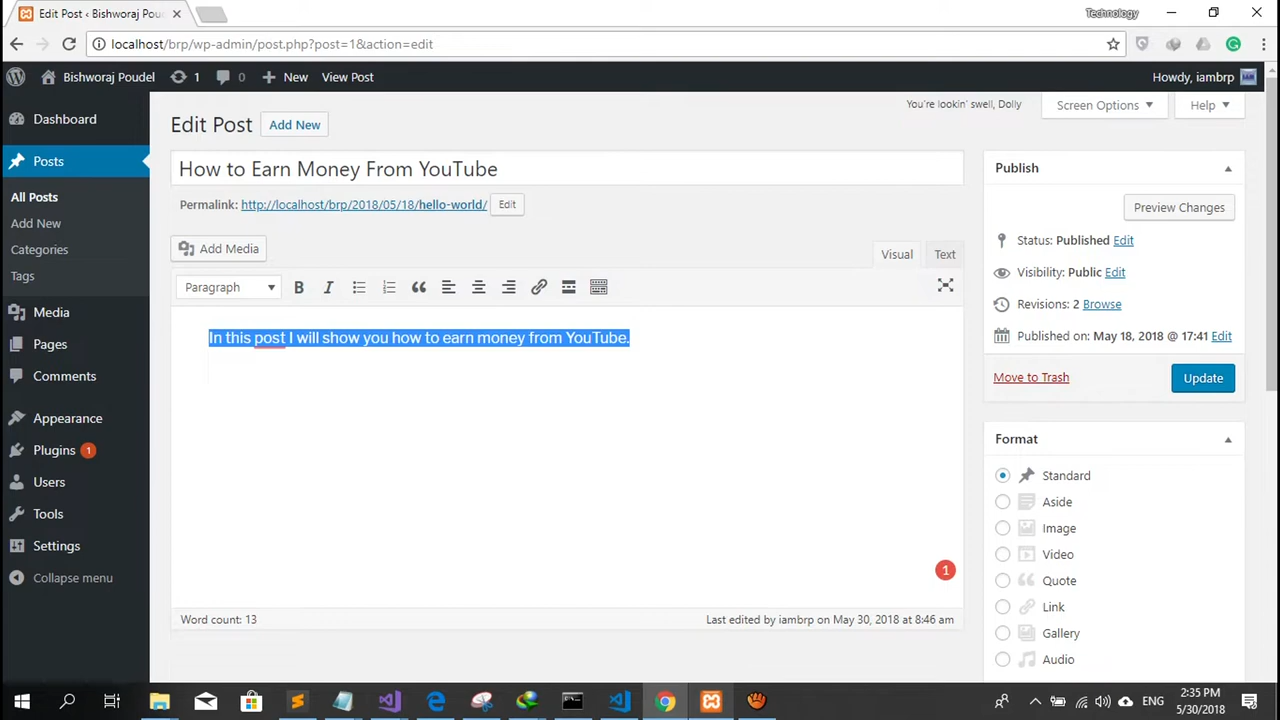 Edit Post ‹ Bishworaj Pou
Technology
localhost/brp/wp-admin/post.php?post=1&action=edit
Bishworaj Poudel 1 0 New View Post Howdy, iambrp
Dashboard
Posts
All Posts
Add New
Categories
Tags
Media
Pages
Comments
Appearance
Plugins 1
Users
Tools
Settings
Collapse menu
You're lookin' swell, Dolly
Screen Options
Help
Edit Post Add New
How to Earn Money From YouTube
Permalink: http://localhost/brp/2018/05/18/hello-world/ Edit
Add Media
Visual Text
Paragraph B I
In this post I will show you how to earn money from YouTube.
1
Word count: 13 Last edited by iambrp on May 30, 2018 at 8:46 am
Publish
Preview Changes
Status: Published Edit
Visibility: Public Edit
Revisions: 2 Browse
Published on: May 18, 2018 @ 17:41 Edit
Move to Trash Update
Format
Standard
Aside
Image
Video
Quote
Link
Gallery
Audio
ENG
2:35 PM
5/30/2018